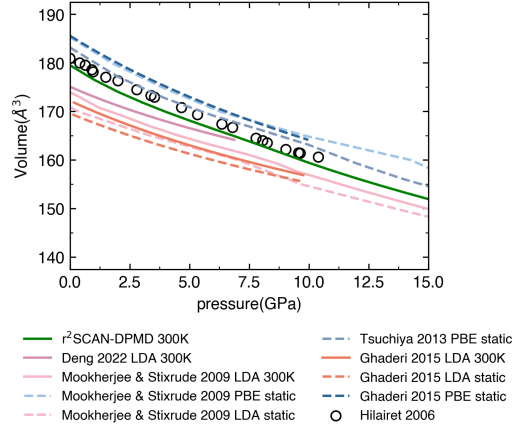 190
180
170
160
150
140
Volume(Å³)
0.0 2.5 5.0 7.5 10.0 12.5 15.0
pressure(GPa)
r²SCAN-DPMD 300K
Deng 2022 LDA 300K
Mookherjee & Stixrude 2009 LDA 300K
Mookherjee & Stixrude 2009 PBE static
Mookherjee & Stixrude 2009 LDA static
Tsuchiya 2013 PBE static
Ghaderi 2015 LDA 300K
Ghaderi 2015 LDA static
Ghaderi 2015 PBE static
Hilairet 2006